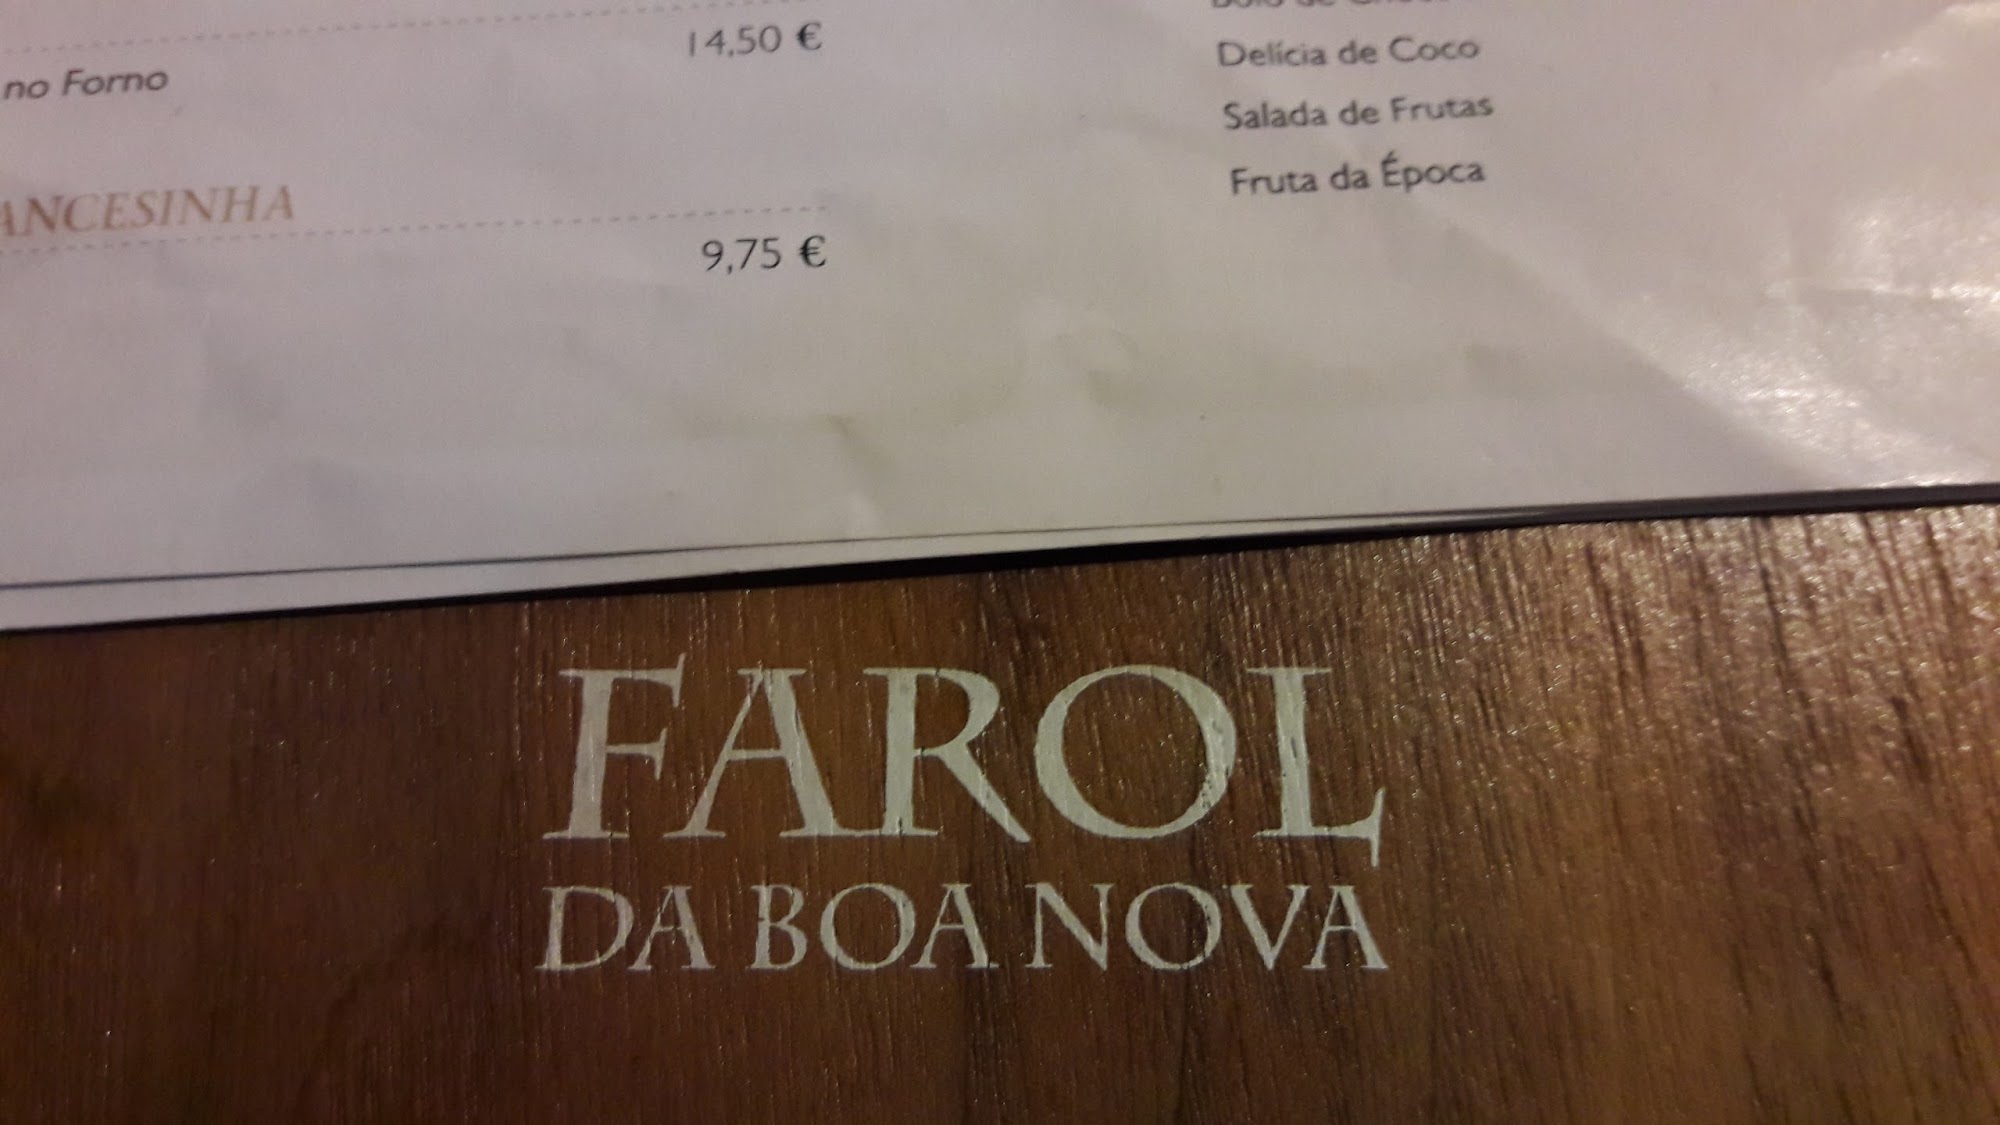 14,50 €
no Forno
ANCESINHA
9,75 €
Delícia de Coco
Salada de Frutas
Fruta da Época
FAROL
DA BOA NOVA